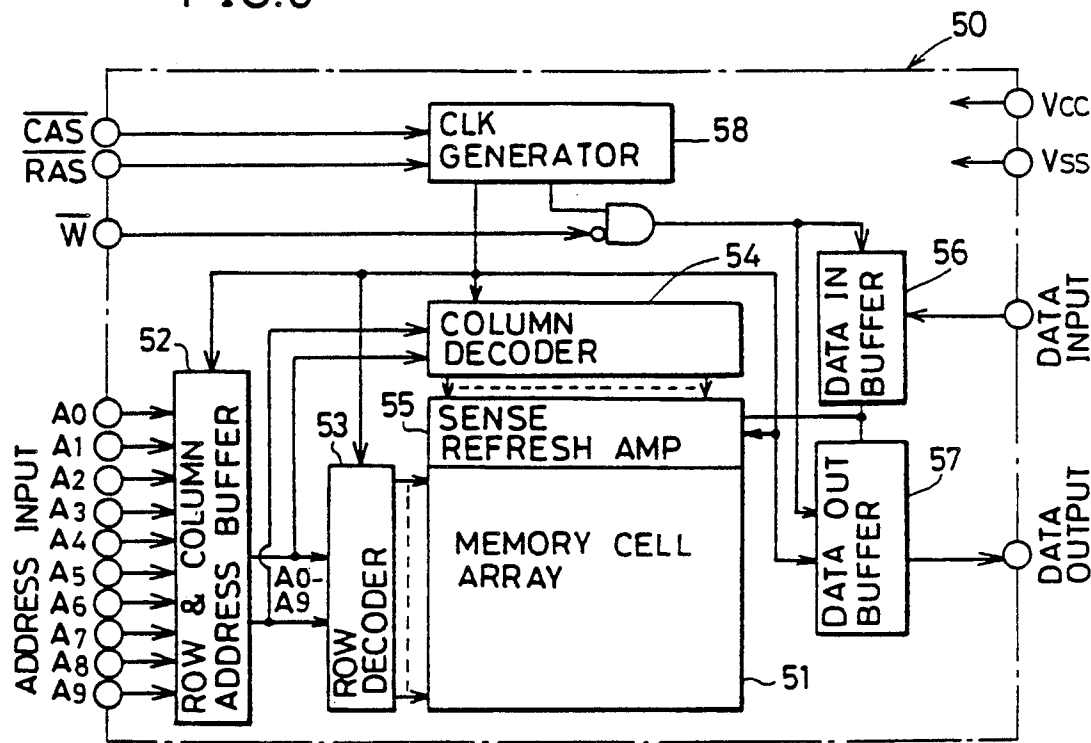 50
CAS
RAS
W
CLK
GENERATOR
58
VCC
VSS
54
COLUMN
DECODER
DATA IN
BUFFER
56
DATA
INPUT
52
ROW & COLUMN
ADDRESS BUFFER
ADDRESS INPUT
A0
A1
A2
A3
A4
A5
A6
A7
A8
A9
A0-
A9
53
ROW
DECODER
55
SENSE
REFRESH AMP
MEMORY CELL
ARRAY
51
DATA OUT
BUFFER
57
DATA
OUTPUT